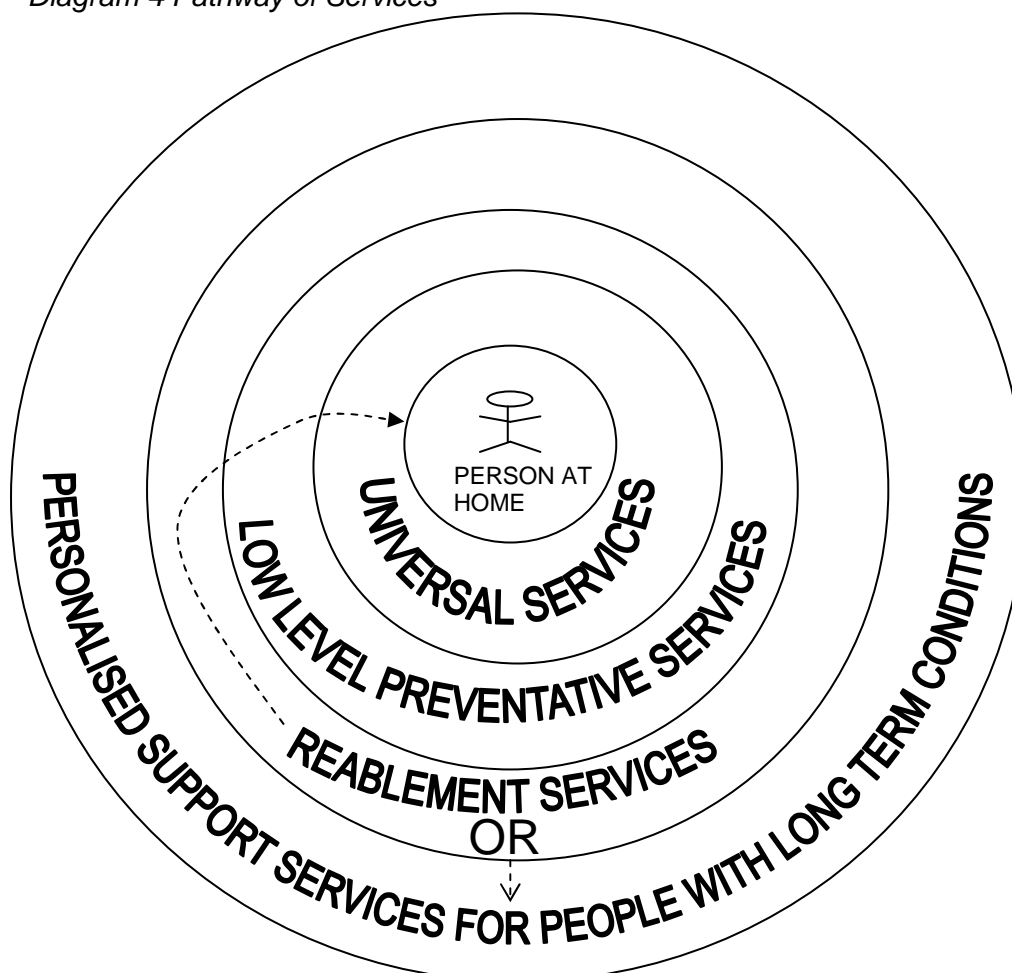 Diagram 4 Pathway of Services
PERSON AT
HOME
UNIVERSAL SERVICES
LOW LEVEL PREVENTATIVE SERVICES
REABLEMENT SERVICES
OR
PERSONALISED SUPPORT SERVICES FOR PEOPLE WITH LONG TERM CONDITIONS